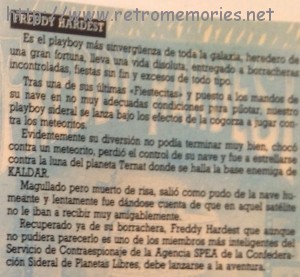 www.retromemories.net
FREDDY HARDEST
Es el playboy más sinvergüenza de toda la galaxia, heredero de
una gran fortuna, lleva una vida disoluta, entregado a borracheras
incontroladas, fiestas sin fin y excesos de todo tipo.
Tras una de sus últimas «Fiestecitas» y puesto a los mandos de
su nave en no muy adecuadas condiciones para pilotar, nuestro
playboy sideral se lanza bajo los efectos de la cogorza a jugar con-
tra los meteoritos.
Evidentemente su diversión no podía terminar muy bien, chocó
contra un meteorito, perdió el control de su nave y fue a estrellarse
contra la luna del planeta Ternat donde se halla la base enemiga de
KALDAR.
Magullado pero muerto de risa, salió como pudo de la nave hu-
meante y lentamente fue dándose cuenta de que en aquel satélite
no le iban a recibir muy amigablemente.
Recuperado ya de su borrachera, Freddy Hardest que aunque
no pudiera parecerlo es uno de los miembros más inteligentes del
Servicio de Contraespionaje de la Agencia SPEA de la Confedera-
ción Sideral de Planetas Libres, debe lanzarse a la aventura.